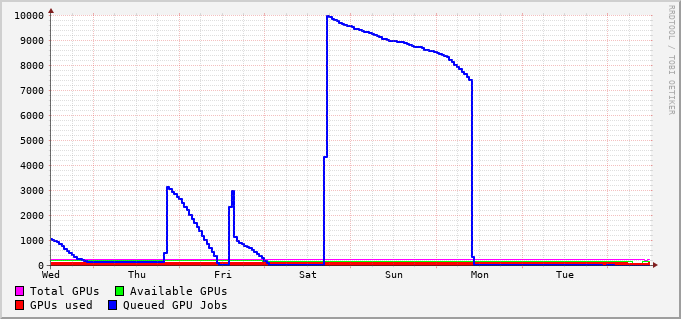 RRDTOOL / TOBI OETIKER
10000
9000
8000
7000
6000
5000
4000
3000
2000
1000
0
Wed Thu Fri Sat Sun Mon Tue
Total GPUs Available GPUs
GPUs used Queued GPU Jobs